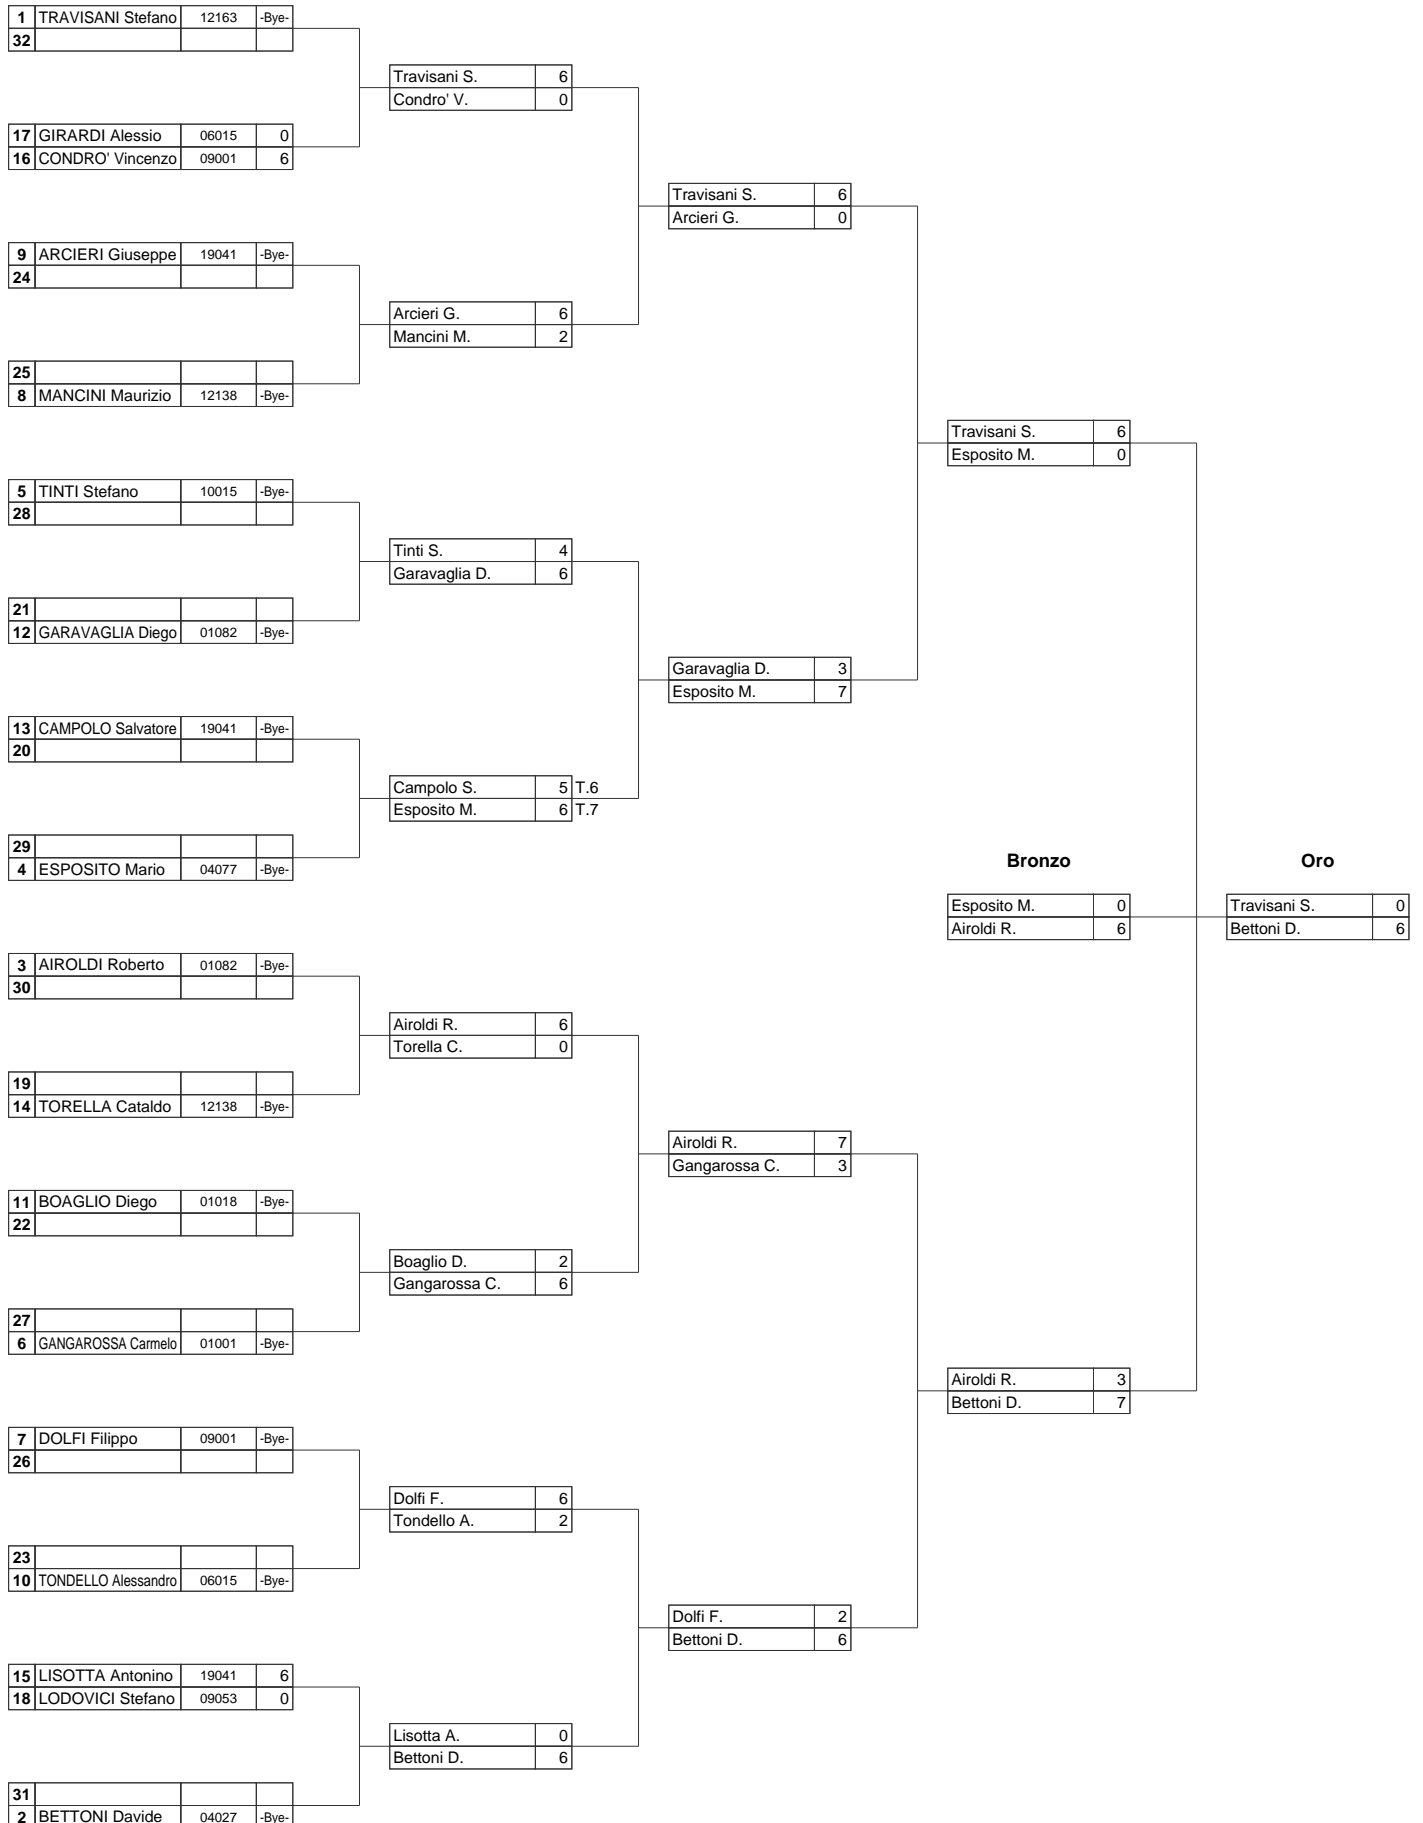 1 TRAVISANI Stefano 12163 -Bye-
32
Travisani S. 6
Condro' V. 0
17 GIRARDI Alessio 06015 0
16 CONDRO' Vincenzo 09001 6
Travisani S. 6
Arcieri G. 0
9 ARCIERI Giuseppe 19041 -Bye-
24
Arcieri G. 6
Mancini M. 2
25
8 MANCINI Maurizio 12138 -Bye-
Travisani S. 6
Esposito M. 0
5 TINTI Stefano 10015 -Bye-
28
Tinti S. 4
Garavaglia D. 6
21
12 GARAVAGLIA Diego 01082 -Bye-
Garavaglia D. 3
Esposito M. 7
13 CAMPOLO Salvatore 19041 -Bye-
20
Campolo S. 5 T.6
Esposito M. 6 T.7
29
4 ESPOSITO Mario 04077 -Bye-
Bronzo Oro
Esposito M. 0 Travisani S. 0
Airoldi R. 6 Bettoni D. 6
3 AIROLDI Roberto 01082 -Bye-
30
Airoldi R. 6
Torella C. 0
19
14 TORELLA Cataldo 12138 -Bye-
Airoldi R. 7
Gangarossa C. 3
11 BOAGLIO Diego 01018 -Bye-
22
Boaglio D. 2
Gangarossa C. 6
27
6 GANGAROSSA Carmelo 01001 -Bye-
Airoldi R. 3
Bettoni D. 7
7 DOLFI Filippo 09001 -Bye-
26
Dolfi F. 6
Tondello A. 2
23
10 TONDELLO Alessandro 06015 -Bye-
Dolfi F. 2
Bettoni D. 6
15 LISOTTA Antonino 19041 6
18 LODOVICI Stefano 09053 0
Lisotta A. 0
Bettoni D. 6
31
2 BETTONI Davide 04027 -Bye-